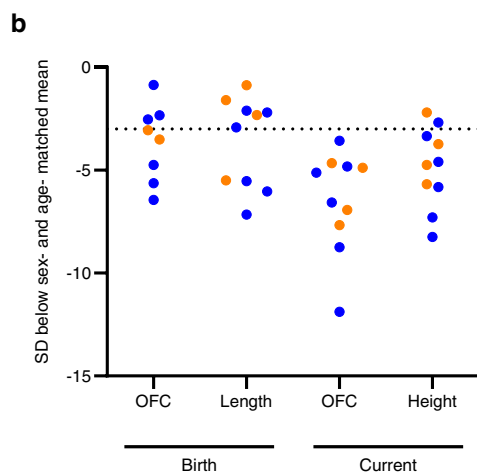 b
SD below sex- and age- matched mean
0
-5
-10
-15
OFC Length OFC Height
Birth Current